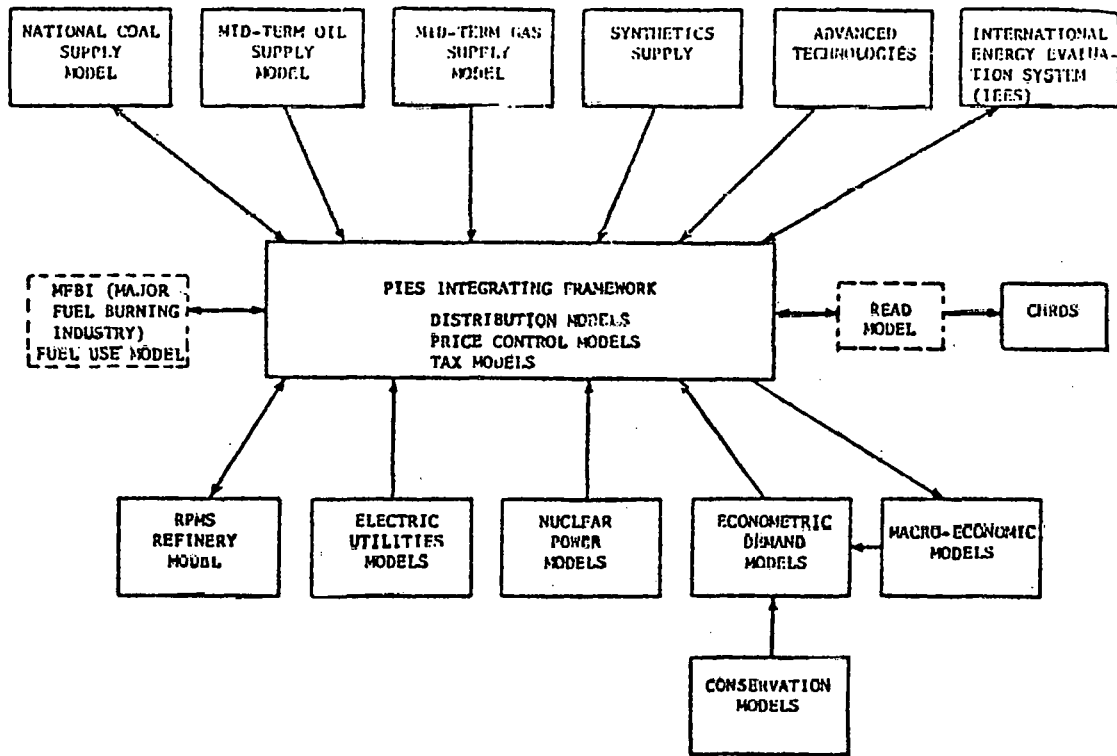 NATIONAL COAL
SUPPLY
MODEL
MID-TERM OIL
SUPPLY
MODEL
MID-TERM GAS
SUPPLY
MODEL
SYNTHETICS
SUPPLY
ADVANCED
TECHNOLOGIES
INTERNATIONAL
ENERGY EVALUA-
TION SYSTEM
(IEES)
MFBI (MAJOR
FUEL BURNING
INDUSTRY)
FUEL USE MODEL
PIES INTEGRATING FRAMEWORK
DISTRIBUTION MODELS
PRICE CONTROL MODELS
TAX MODELS
READ
MODEL
CHRDS
RPMS
REFINERY
MODEL
ELECTRIC
UTILITIES
MODELS
NUCLEAR
POWER
MODELS
ECONOMETRIC
DEMAND
MODELS
MACRO-ECONOMIC
MODELS
CONSERVATION
MODELS